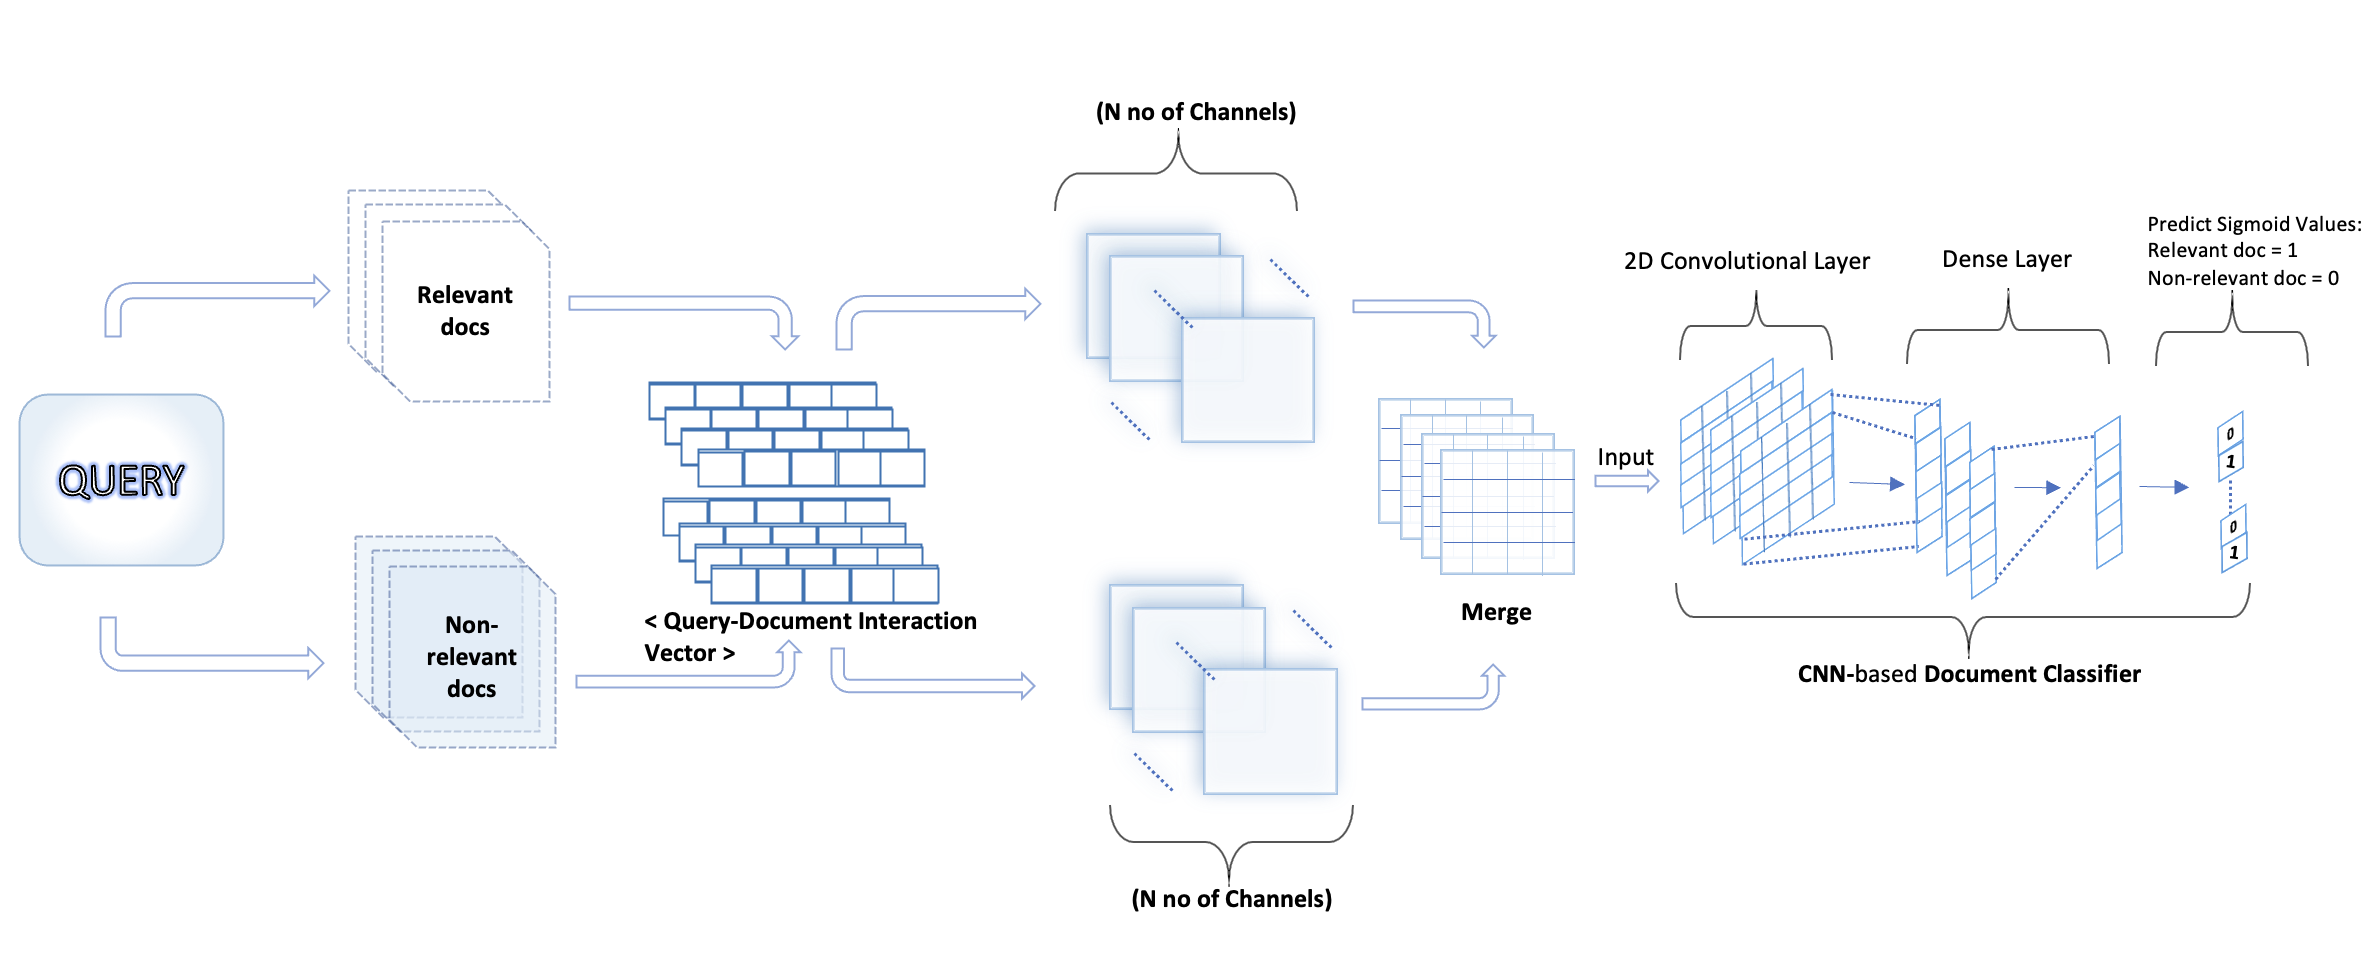 QUERY
Relevant
docs
Non-
relevant
docs
< Query-Document Interaction
Vector >
(N no of Channels)
(N no of Channels)
Merge
Input
2D Convolutional Layer
Dense Layer
Predict Sigmoid Values:
Relevant doc = 1
Non-relevant doc = 0
0
1
0
1
CNN-based Document Classifier